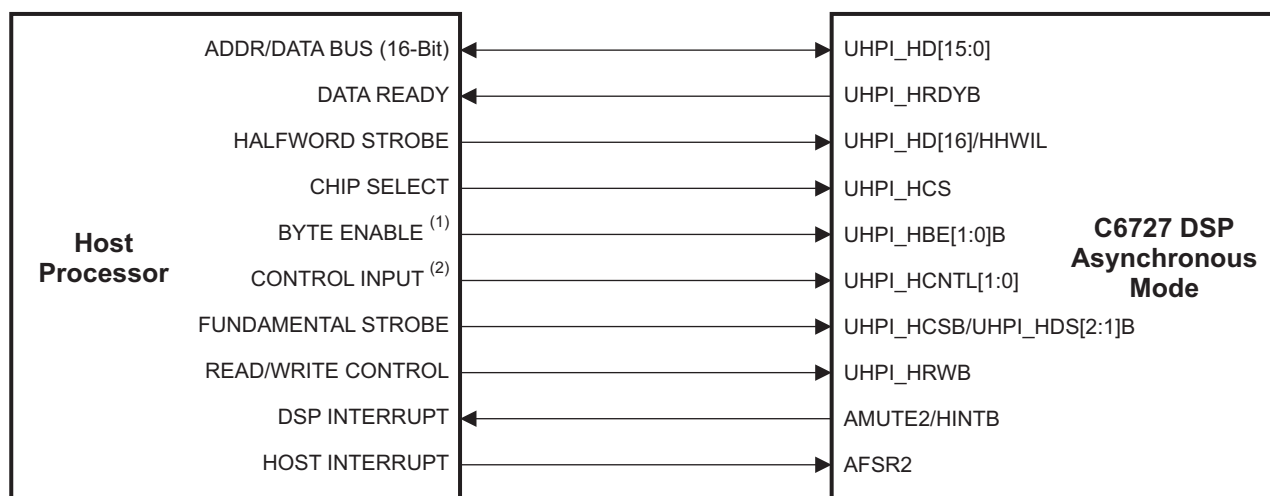 ADDR/DATA BUS (16-Bit) UHPI_HD[15:0]
DATA READY UHPI_HRDYB
HALFWORD STROBE UHPI_HD[16]/HHWIL
CHIP SELECT UHPI_HCS
BYTE ENABLE (1) UHPI_HBE[1:0]B
CONTROL INPUT (2) UHPI_HCNTL[1:0]
FUNDAMENTAL STROBE UHPI_HCSB/UHPI_HDS[2:1]B
READ/WRITE CONTROL UHPI_HRWB
DSP INTERRUPT AMUTE2/HINTB
HOST INTERRUPT AFSR2
Host
Processor
C6727 DSP
Asynchronous
Mode